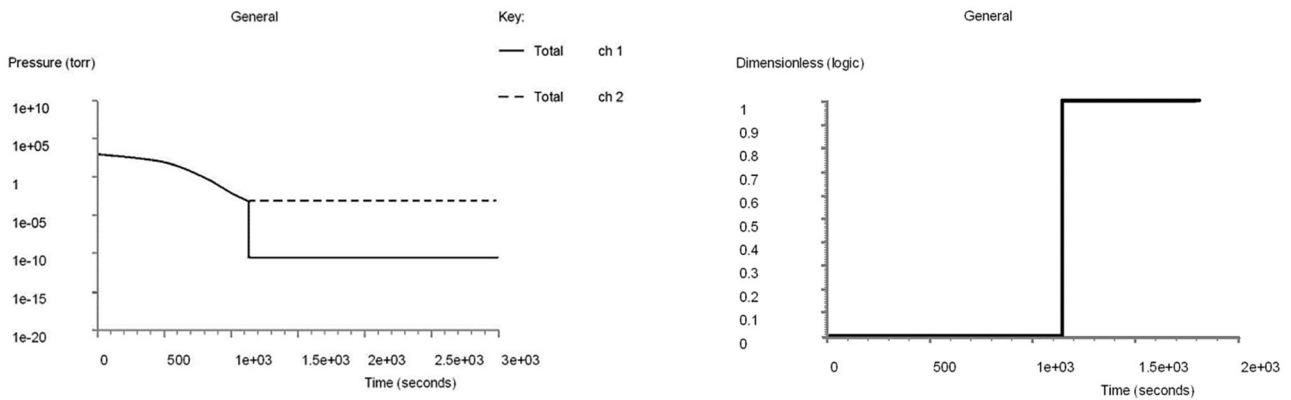 General
Key:
Pressure (torr)
Total ch 1
Total ch 2
1e+10
1e+05
1
1e-05
1e-10
1e-15
1e-20
0 500 1e+03 1.5e+03 2e+03 2.5e+03 3e+03
Time (seconds)
General
Dimensionless (logic)
1
0.9
0.8
0.7
0.6
0.5
0.4
0.3
0.2
0.1
0
0 500 1e+03 1.5e+03 2e+03
Time (seconds)